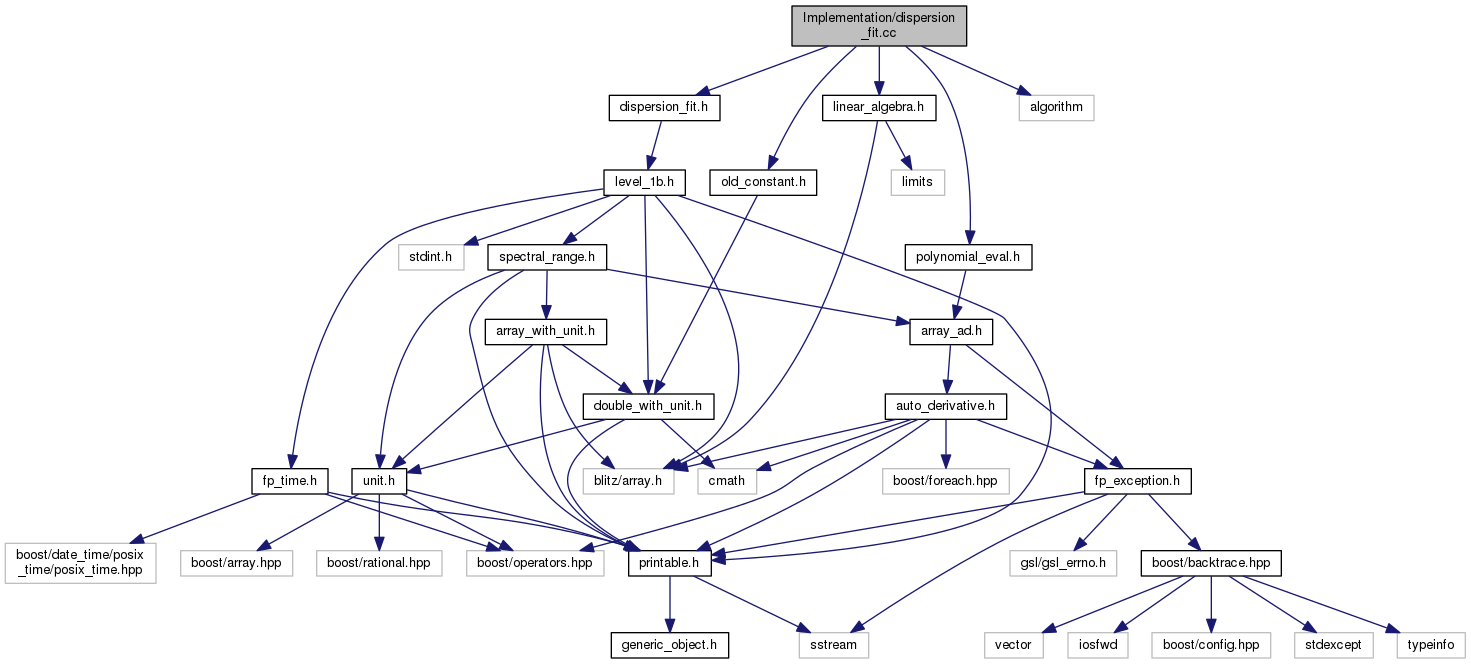 Implementation/dispersion
_fit.cc
dispersion_fit.h
linear_algebra.h
algorithm
level_1b.h
old_constant.h
limits
stdint.h
spectral_range.h
polynomial_eval.h
array_with_unit.h
array_ad.h
double_with_unit.h
auto_derivative.h
fp_time.h
unit.h
blitz/array.h
cmath
boost/foreach.hpp
fp_exception.h
boost/date_time/posix
_time/posix_time.hpp
boost/array.hpp
boost/rational.hpp
boost/operators.hpp
printable.h
gsl/gsl_errno.h
boost/backtrace.hpp
generic_object.h
sstream
vector
iosfwd
boost/config.hpp
stdexcept
typeinfo